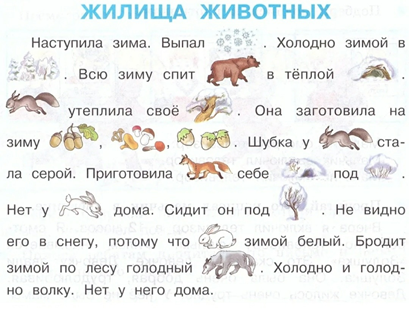 ЖИЛИЩА ЖИВОТНЫХ
Наступила зима. Выпал . Холодно зимой в
. Всю зиму спит в тёплой .
утеплила своё . Она заготовила на
зиму , , , . Шубка у ста-
ла серой. Приготовила себе под .
Нет у дома. Сидит он под . Не видно
его в снегу, потому что зимой белый. Бродит
зимой по лесу голодный . Холодно и голод-
но волку. Нет у него дома.